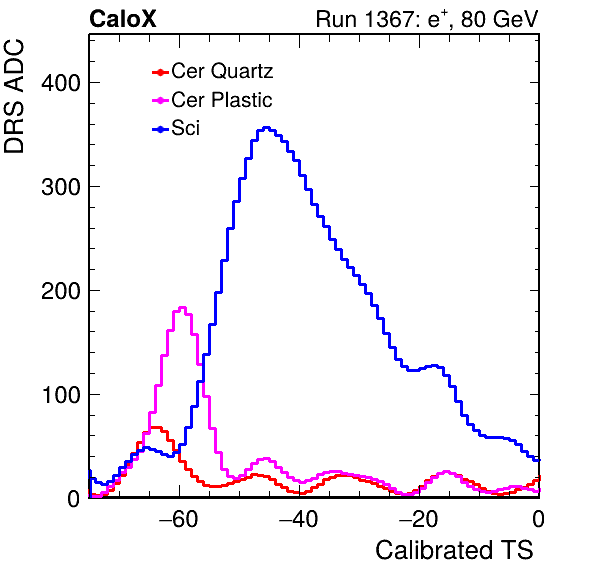 CaloX Run 1367: e⁺, 80 GeV
DRS ADC
Cer Quartz
Cer Plastic
Sci
400
300
200
100
0
−60 −40 −20 0
Calibrated TS